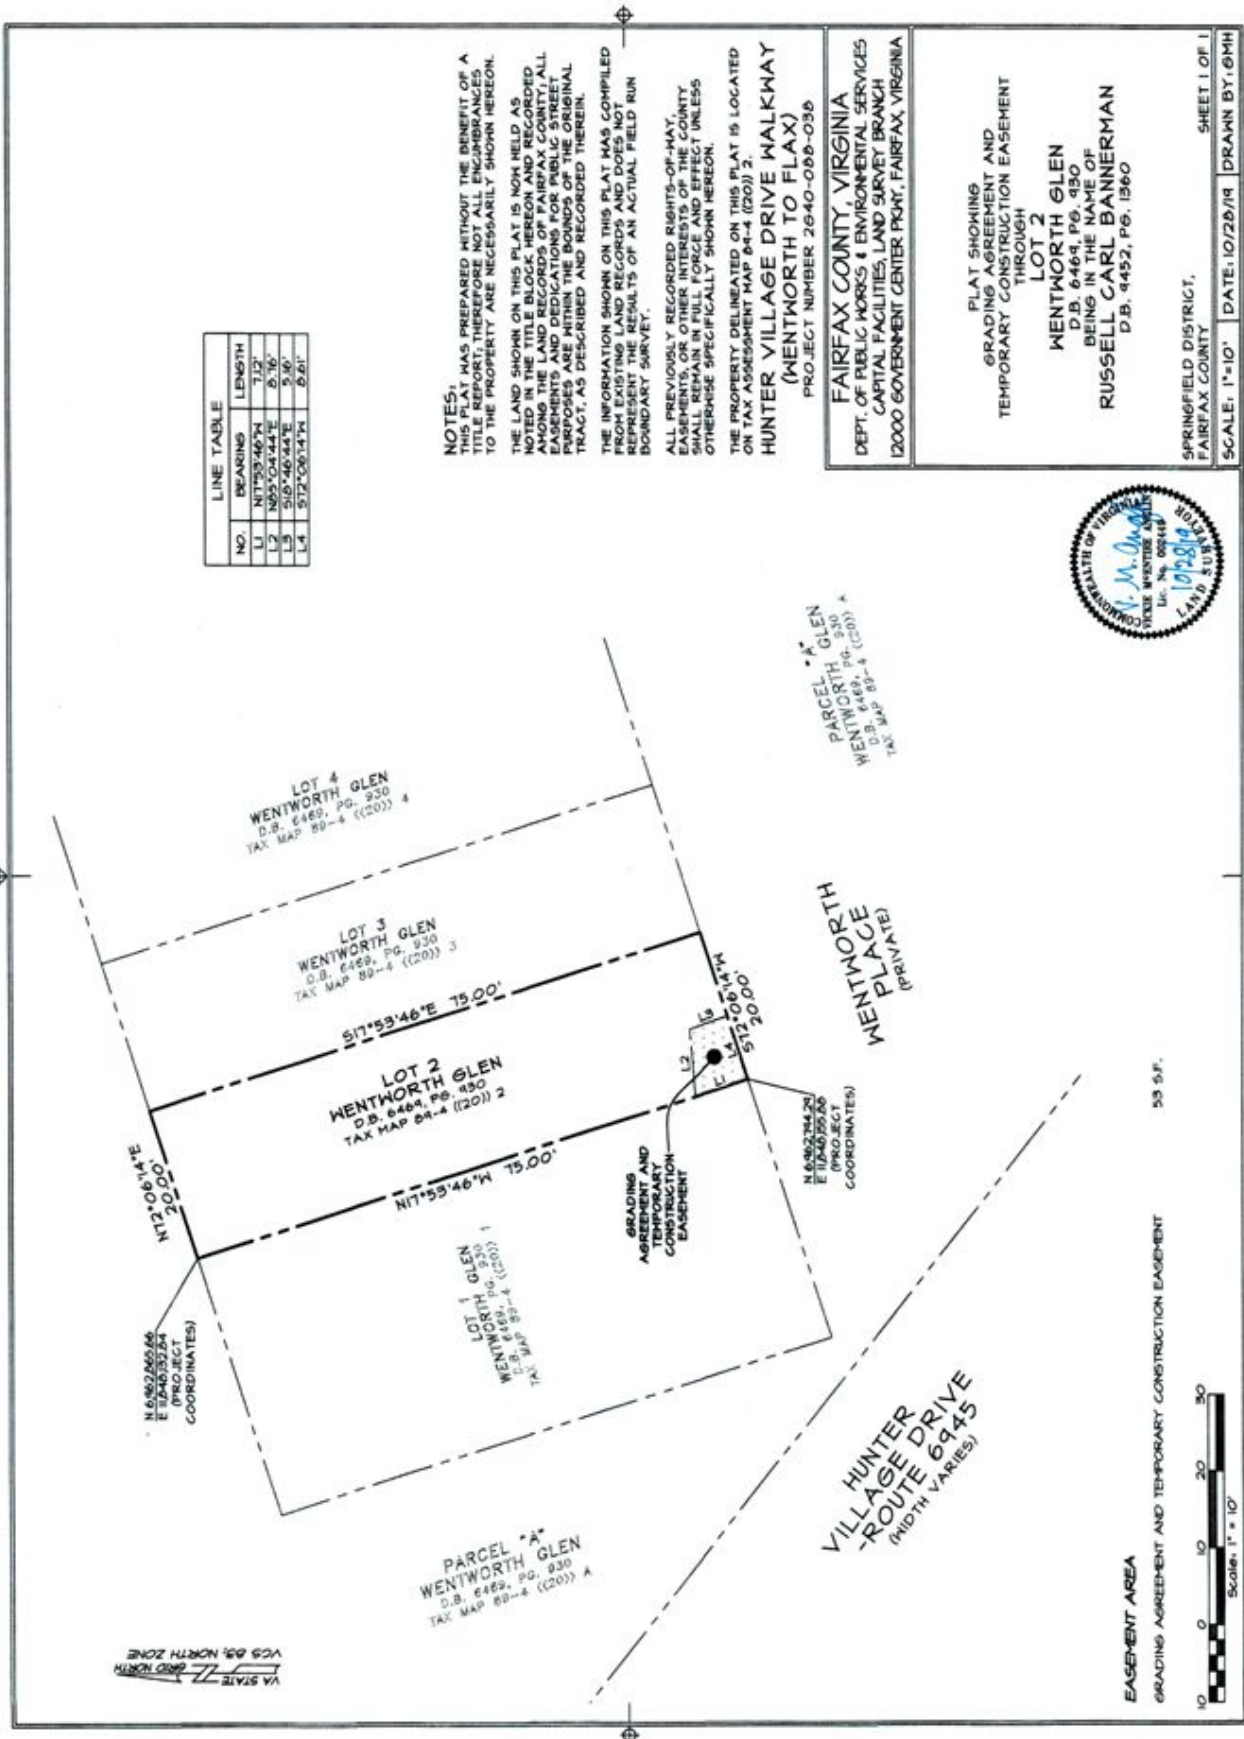 LINE TABLE
NO. BEARING LENGTH
L1 N17°53'46"W 7.12'
L2 N85°04'44"E 8.76'
L3 S18°46'44"E 5.16'
L4 S72°06'14"W 8.61'
NOTES:
THIS PLAT WAS PREPARED WITHOUT THE BENEFIT OF A
TITLE REPORT; THEREFORE NOT ALL ENCUMBRANCES
TO THE PROPERTY ARE NECESSARILY SHOWN HEREON.
THE LAND SHOWN ON THIS PLAT IS NOW HELD AS
NOTED IN THE TITLE BLOCK HEREON AND RECORDED
AMONG THE LAND RECORDS OF FAIRFAX COUNTY; ALL
EASEMENTS AND DEDICATIONS FOR PUBLIC STREET
PURPOSES ARE WITHIN THE BOUNDS OF THE ORIGINAL
TRACT, AS DESCRIBED AND RECORDED THEREIN.
THE INFORMATION SHOWN ON THIS PLAT WAS COMPILED
FROM EXISTING LAND RECORDS AND DOES NOT
REPRESENT THE RESULTS OF AN ACTUAL FIELD RUN
BOUNDARY SURVEY.
ALL PREVIOUSLY RECORDED RIGHTS-OF-WAY,
EASEMENTS, OR OTHER INTERESTS OF THE COUNTY
SHALL REMAIN IN FULL FORCE AND EFFECT UNLESS
OTHERWISE SPECIFICALLY SHOWN HEREON.
THE PROPERTY DELINEATED ON THIS PLAT IS LOCATED
ON TAX ASSESSMENT MAP 89-4 ((20)) 2.
HUNTER VILLAGE DRIVE WALKWAY
(WENTWORTH TO FLAX)
PROJECT NUMBER 2G40-088-038
FAIRFAX COUNTY, VIRGINIA
DEPT. OF PUBLIC WORKS & ENVIRONMENTAL SERVICES
CAPITAL FACILITIES, LAND SURVEY BRANCH
12000 GOVERNMENT CENTER PKWY, FAIRFAX, VIRGINIA
PLAT SHOWING
GRADING AGREEMENT AND
TEMPORARY CONSTRUCTION EASEMENT
THROUGH
LOT 2
WENTWORTH GLEN
D.B. 6469, PG. 930
BEING IN THE NAME OF
RUSSELL CARL BANNERMAN
D.B. 9452, PG. 1360
SPRINGFIELD DISTRICT,
FAIRFAX COUNTY
SHEET 1 OF 1
SCALE: 1"=10'
DATE: 10/28/19
DRAWN BY: GMH
COMMONWEALTH OF VIRGINIA
VICKIE McENTIRE ANGLIN
Lic. No. 002449
10/28/19
LAND SURVEYOR
LOT 4
WENTWORTH GLEN
D.B. 6469, PG. 930
TAX MAP 89-4 ((20)) 4
LOT 3
WENTWORTH GLEN
D.B. 6469, PG. 930
TAX MAP 89-4 ((20)) 3
S17°53'46"E 75.00'
LOT 2
WENTWORTH GLEN
D.B. 6469, PG. 930
TAX MAP 89-4 ((20)) 2
N17°53'46"W 75.00'
N72°06'14"E
20.00'
S72°06'14"W
20.00'
L1
L2
L3
L4
GRADING
AGREEMENT AND
TEMPORARY
CONSTRUCTION
EASEMENT
(PROJECT
COORDINATES)
(PROJECT
COORDINATES)
LOT 1
WENTWORTH GLEN
D.B. 6469, PG. 930
TAX MAP 89-4 ((20)) 1
PARCEL "A"
WENTWORTH GLEN
D.B. 6469, PG. 930
TAX MAP 89-4 ((20)) A
PARCEL "A"
WENTWORTH GLEN
D.B. 6469, PG. 930
TAX MAP 89-4 ((20)) A
WENTWORTH
PLACE
(PRIVATE)
HUNTER
VILLAGE DRIVE
-ROUTE 6945
(WIDTH VARIES)
VA STATE GRID NORTH
VCS 83, NORTH ZONE
EASEMENT AREA
GRADING AGREEMENT AND TEMPORARY CONSTRUCTION EASEMENT 53 S.F.
10 0 10 20 30
Scale: 1" = 10'